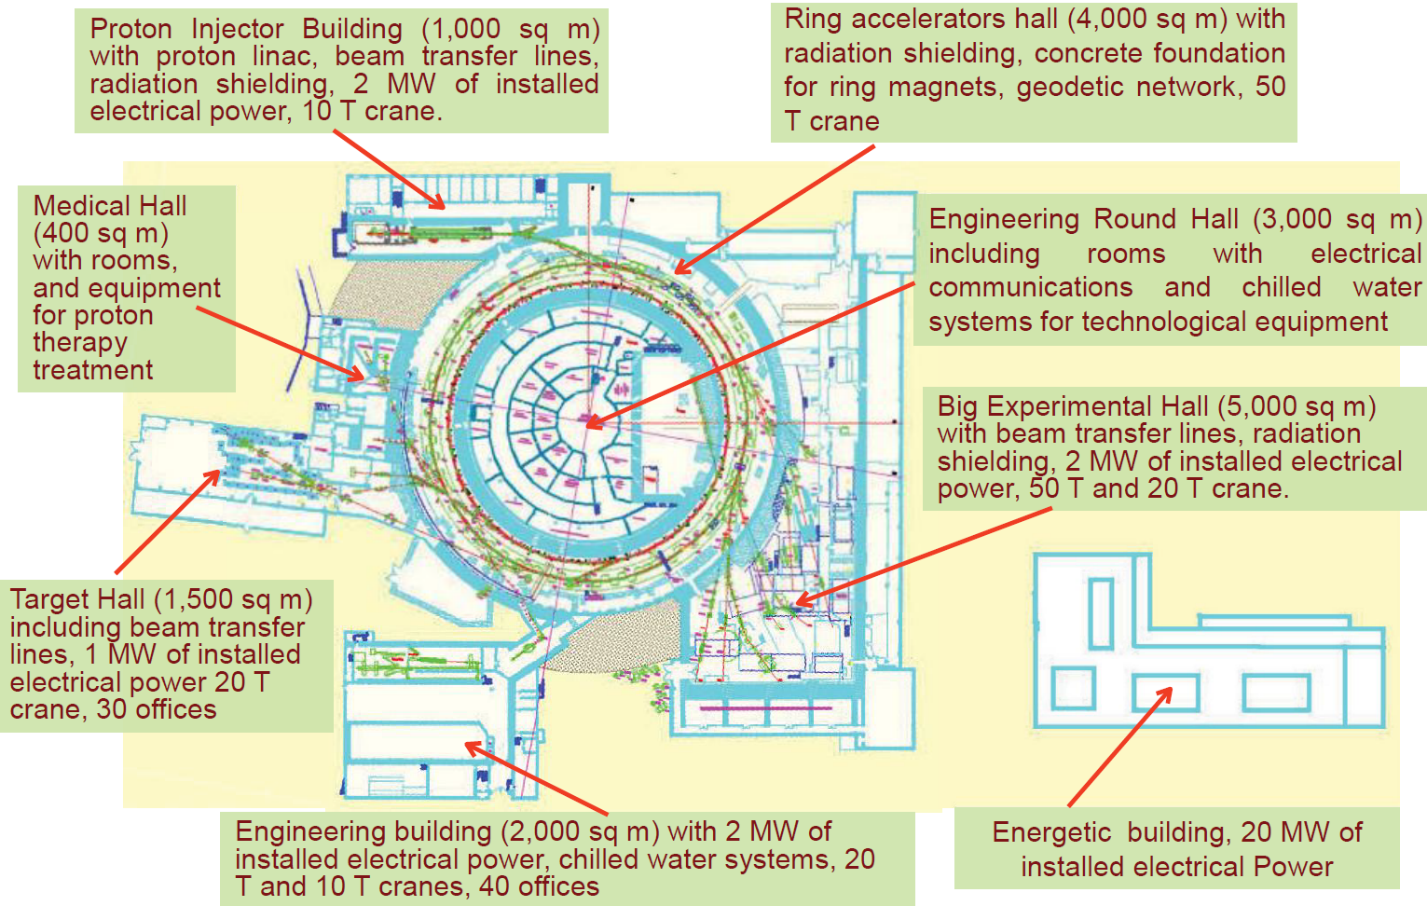 Proton Injector Building (1,000 sq m)
with proton linac, beam transfer lines,
radiation shielding, 2 MW of installed
electrical power, 10 T crane.
Ring accelerators hall (4,000 sq m) with
radiation shielding, concrete foundation
for ring magnets, geodetic network, 50
T crane
Medical Hall
(400 sq m)
with rooms,
and equipment
for proton
therapy
treatment
Engineering Round Hall (3,000 sq m)
including rooms with electrical
communications and chilled water
systems for technological equipment
Big Experimental Hall (5,000 sq m)
with beam transfer lines, radiation
shielding, 2 MW of installed electrical
power, 50 T and 20 T crane.
Target Hall (1,500 sq m)
including beam transfer
lines, 1 MW of installed
electrical power 20 T
crane, 30 offices
Engineering building (2,000 sq m) with 2 MW of
installed electrical power, chilled water systems, 20
T and 10 T cranes, 40 offices
Energetic building, 20 MW of
installed electrical Power